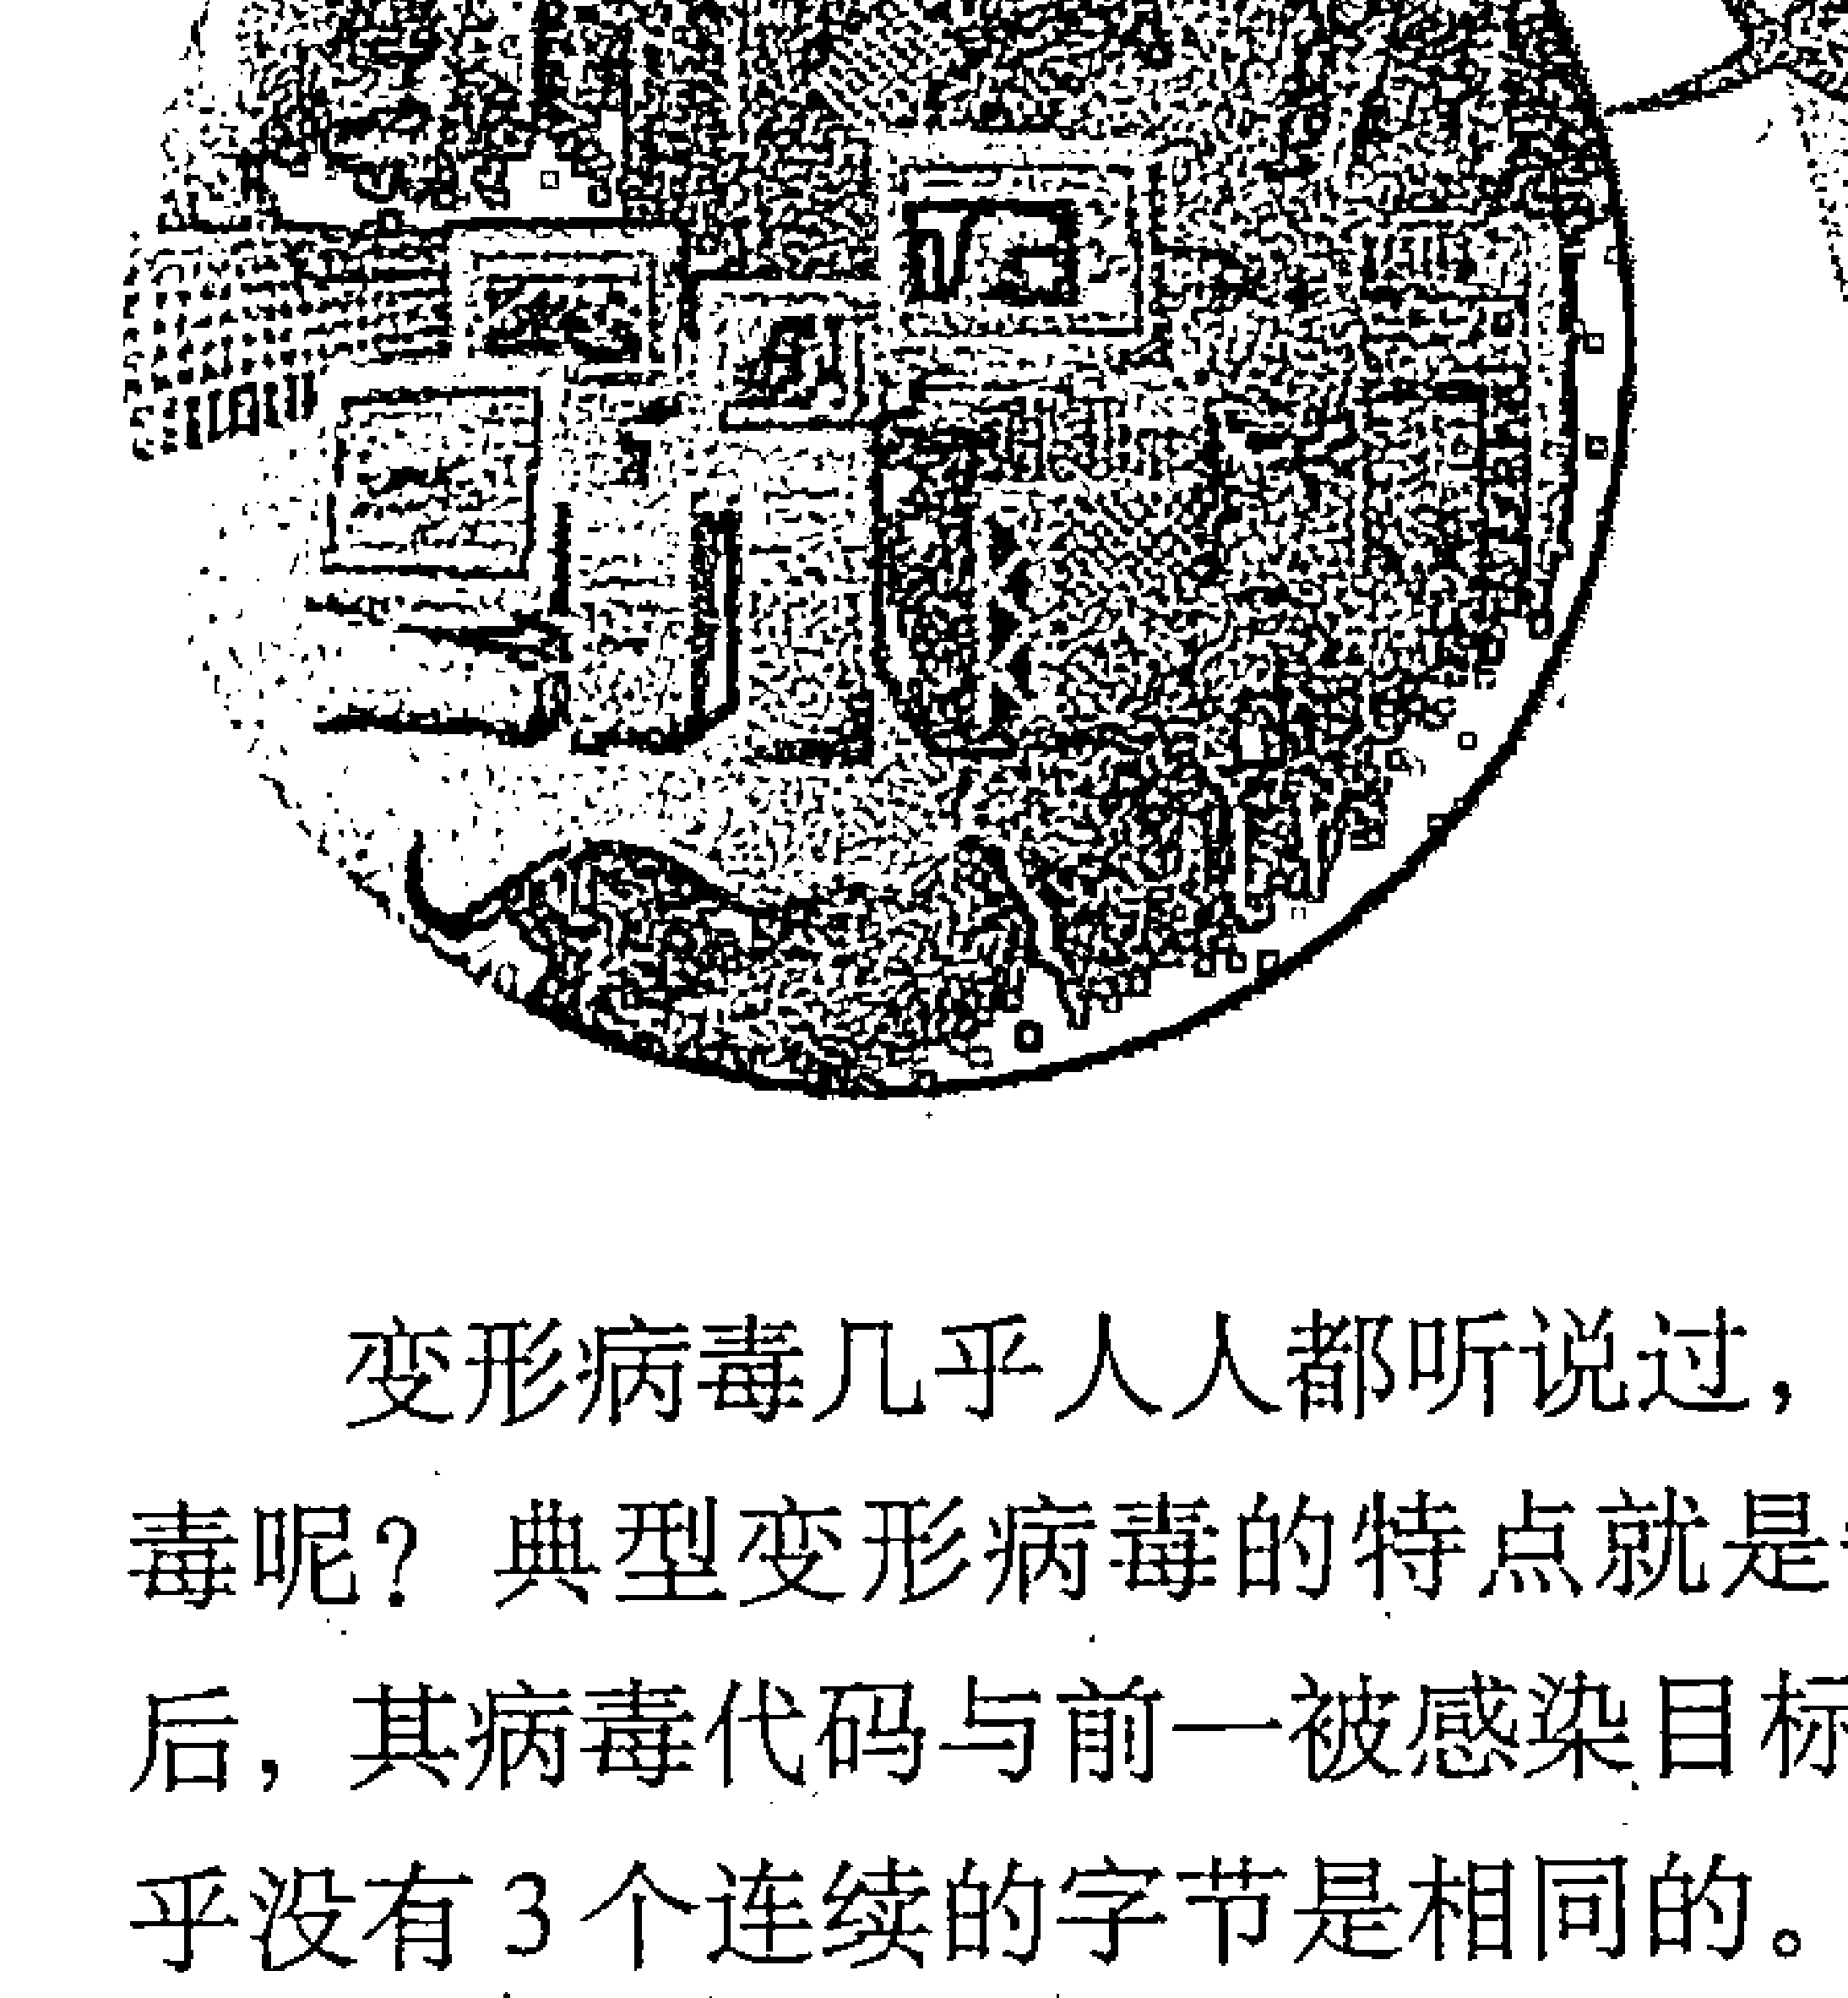 变形病毒几乎人人都听说过，
毒呢？典型变形病毒的特点就是
后，其病毒代码与前一被感染目标
乎没有3个连续的字节是相同的。